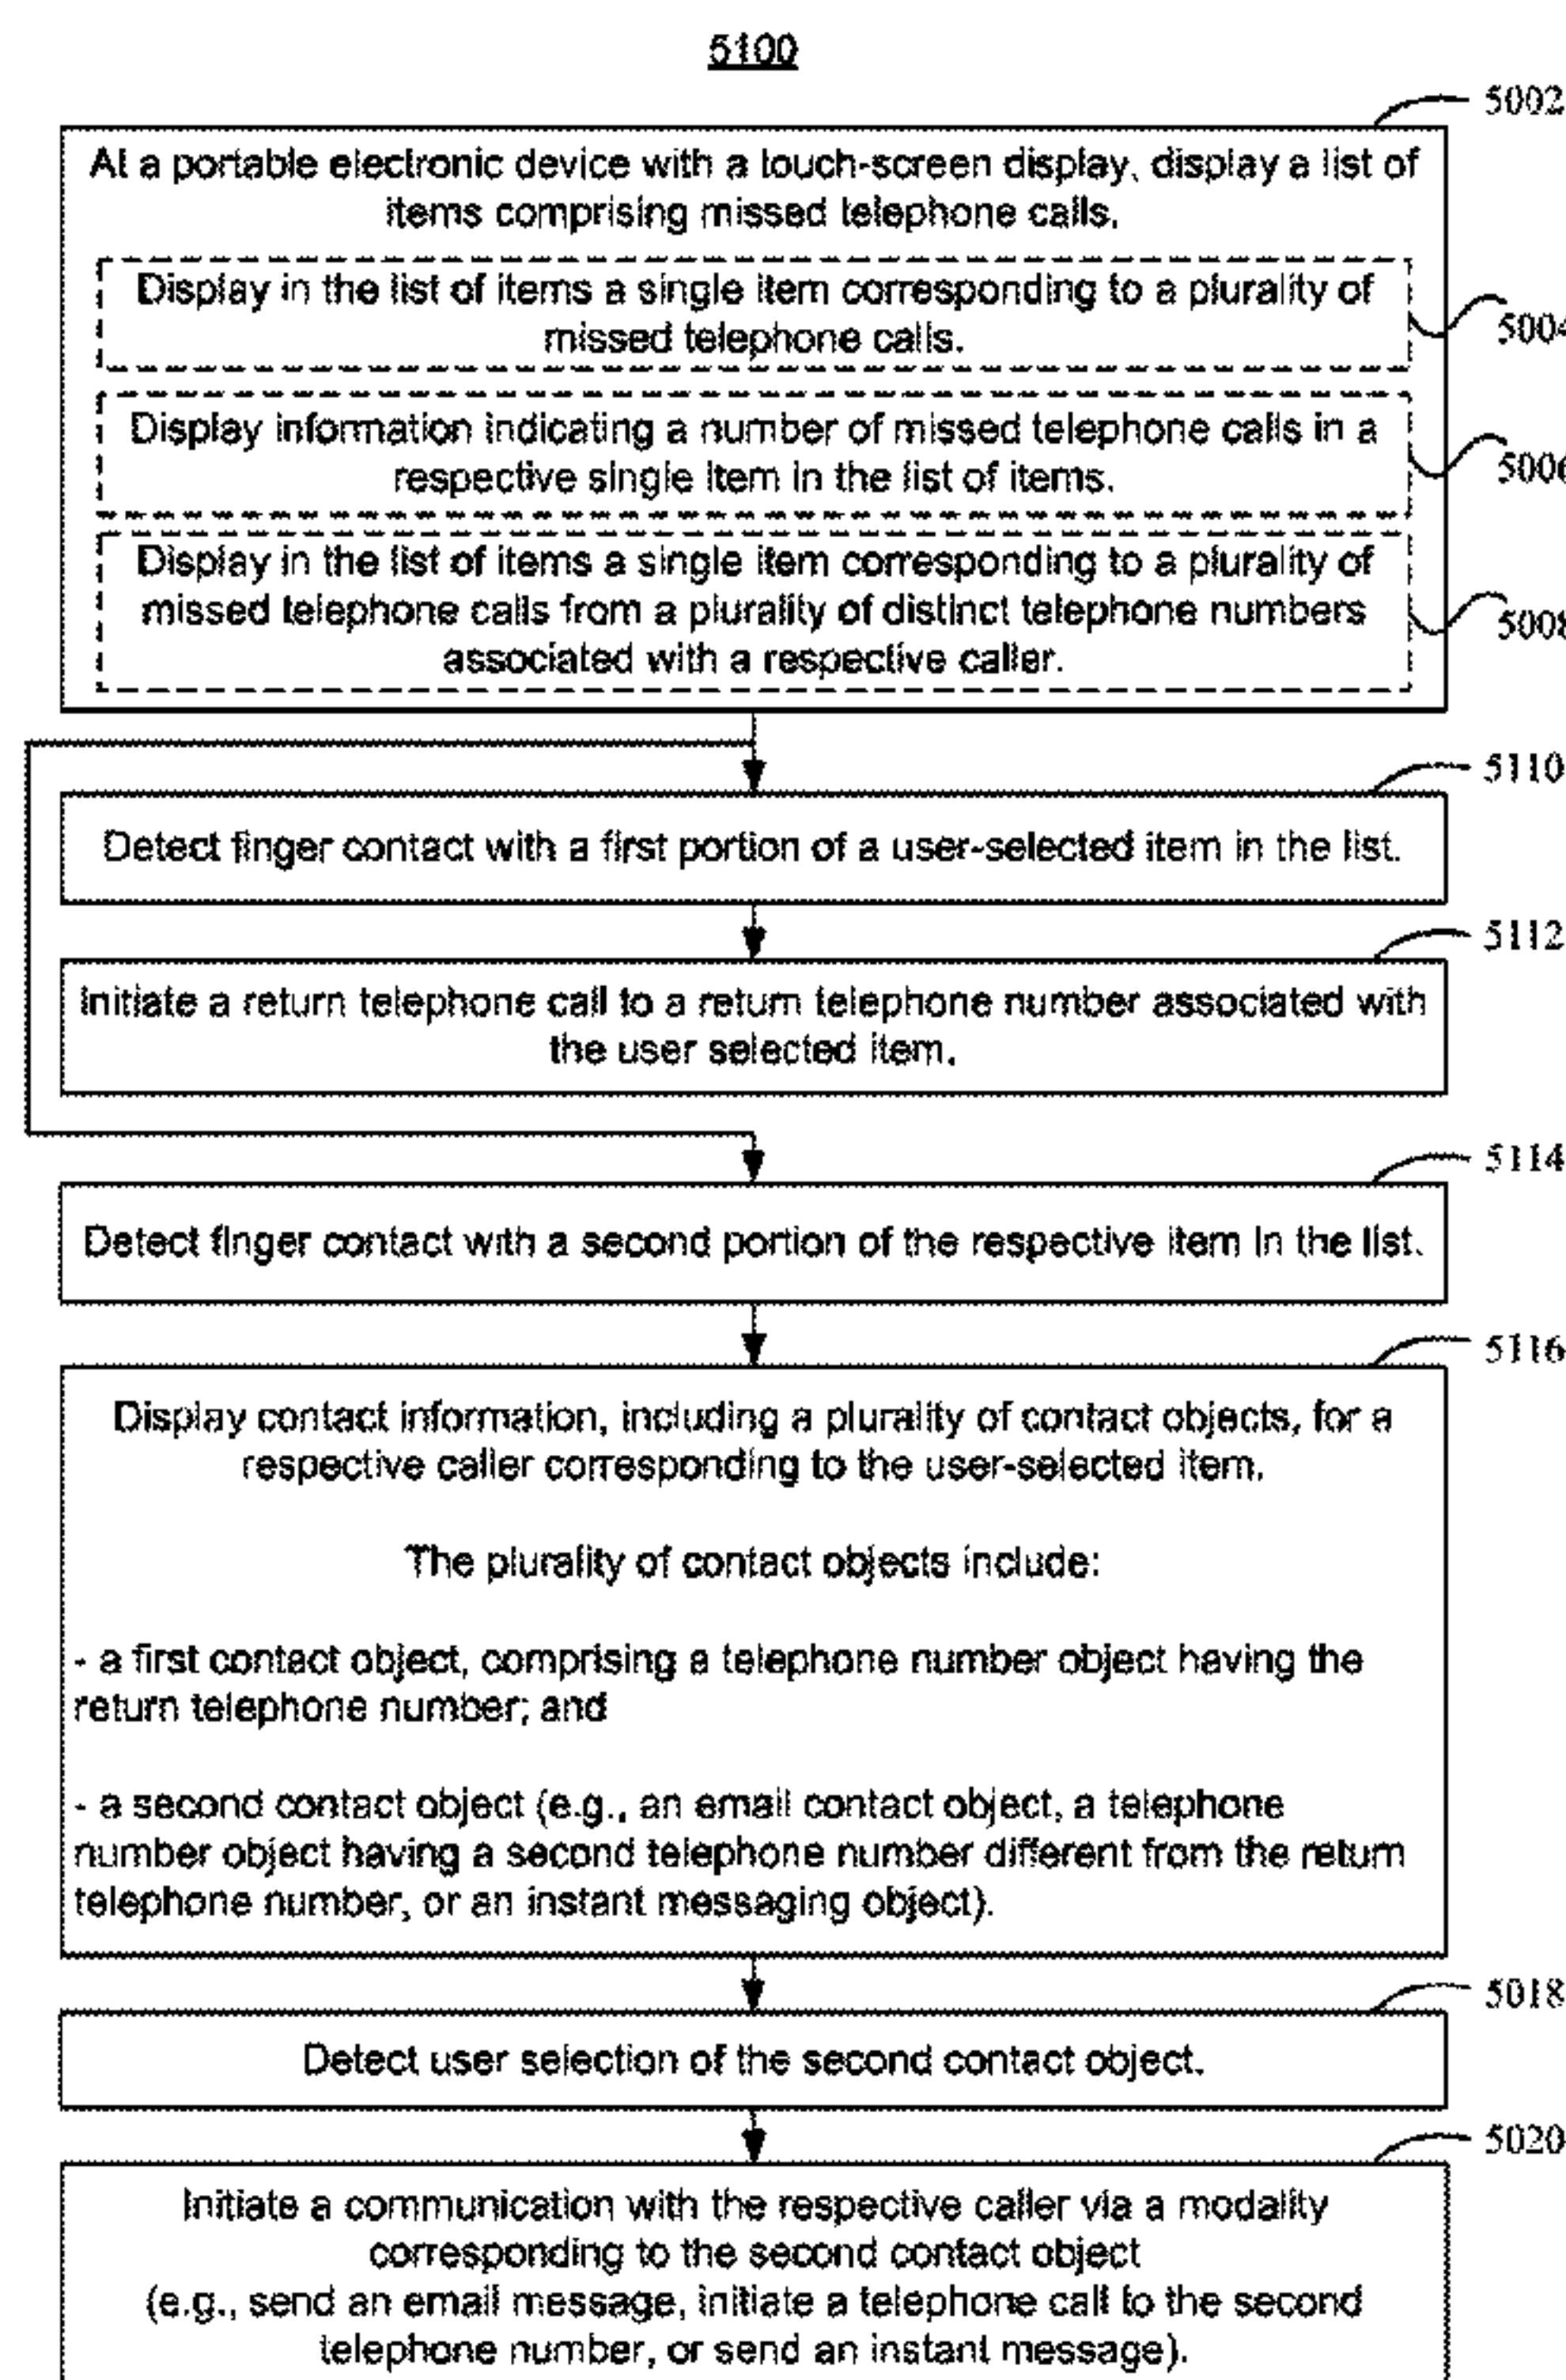 5100
5002
At a portable electronic device with a touch-screen display, display a list of
items comprising missed telephone calls.
Display in the list of items a single item corresponding to a plurality of
missed telephone calls.
5004
Display information indicating a number of missed telephone calls in a
respective single item in the list of items.
5006
Display in the list of items a single item corresponding to a plurality of
missed telephone calls from a plurality of distinct telephone numbers
associated with a respective caller.
5008
5110
Detect finger contact with a first portion of a user-selected item in the list.
5112
Initiate a return telephone call to a return telephone number associated with
the user selected item.
5114
Detect finger contact with a second portion of the respective item in the list.
5116
Display contact information, including a plurality of contact objects, for a
respective caller corresponding to the user-selected item.
The plurality of contact objects include:
- a first contact object, comprising a telephone number object having the
return telephone number; and
- a second contact object (e.g., an email contact object, a telephone
number object having a second telephone number different from the return
telephone number, or an instant messaging object).
5018
Detect user selection of the second contact object.
5020
Initiate a communication with the respective caller via a modality
corresponding to the second contact object
(e.g., send an email message, initiate a telephone call to the second
telephone number, or send an instant message).